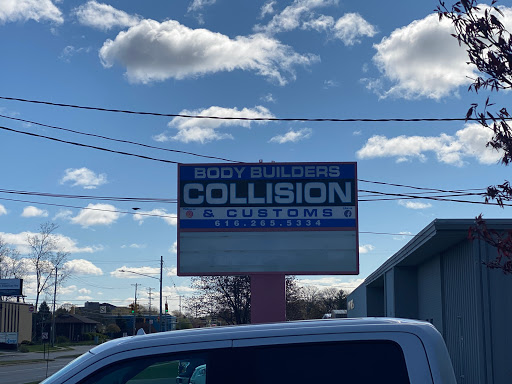 BODY BUILDERS
COLLISION
& CUSTOMS
616.265.5334